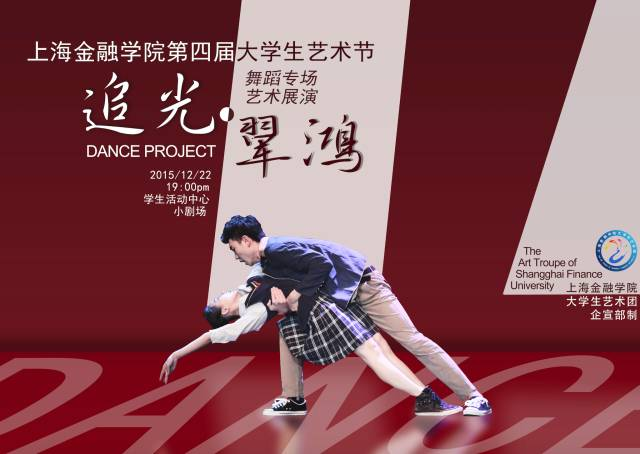 上海金融学院第四届大学生艺术节
舞蹈专场
艺术展演
追光·
翚鸿
DANCE PROJECT
2015/12/22
19:00pm
学生活动中心
小剧场
The
Art Troupe of
Shangghai Finance
University
上海金融学院
大学生艺术团
企宣部制
DANCE